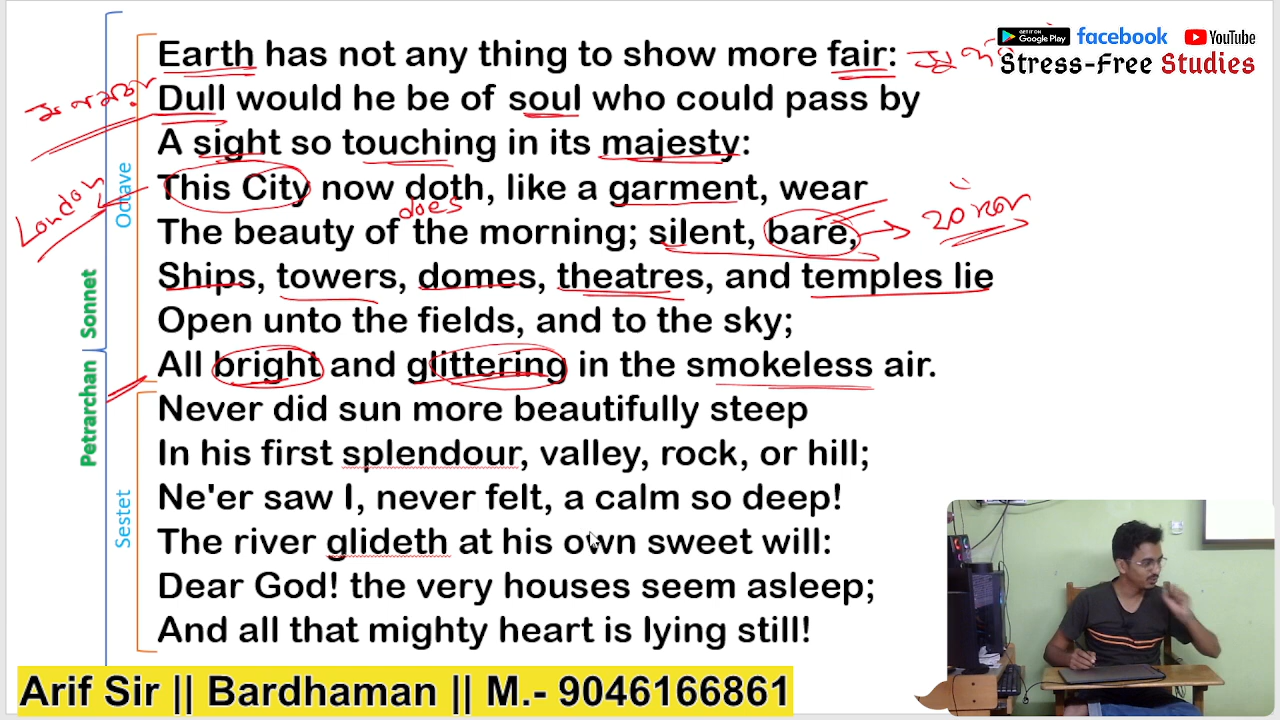 Earth has not any thing to show more fair:
Dull would he be of soul who could pass by
A sight so touching in its majesty:
This City now doth, like a garment, wear
does
The beauty of the morning; silent, bare,
Ships, towers, domes, theatres, and temples lie
Open unto the fields, and to the sky;
All bright and glittering in the smokeless air.
Never did sun more beautifully steep
In his first splendour, valley, rock, or hill;
Ne'er saw I, never felt, a calm so deep!
The river glideth at his own sweet will:
Dear God! the very houses seem asleep;
And all that mighty heart is lying still!
London
Octave
Sestet
Petrarchan Sonnet
GET IT ON Google Play facebook YouTube
Stress-Free Studies
Arif Sir || Bardhaman || M.- 9046166861